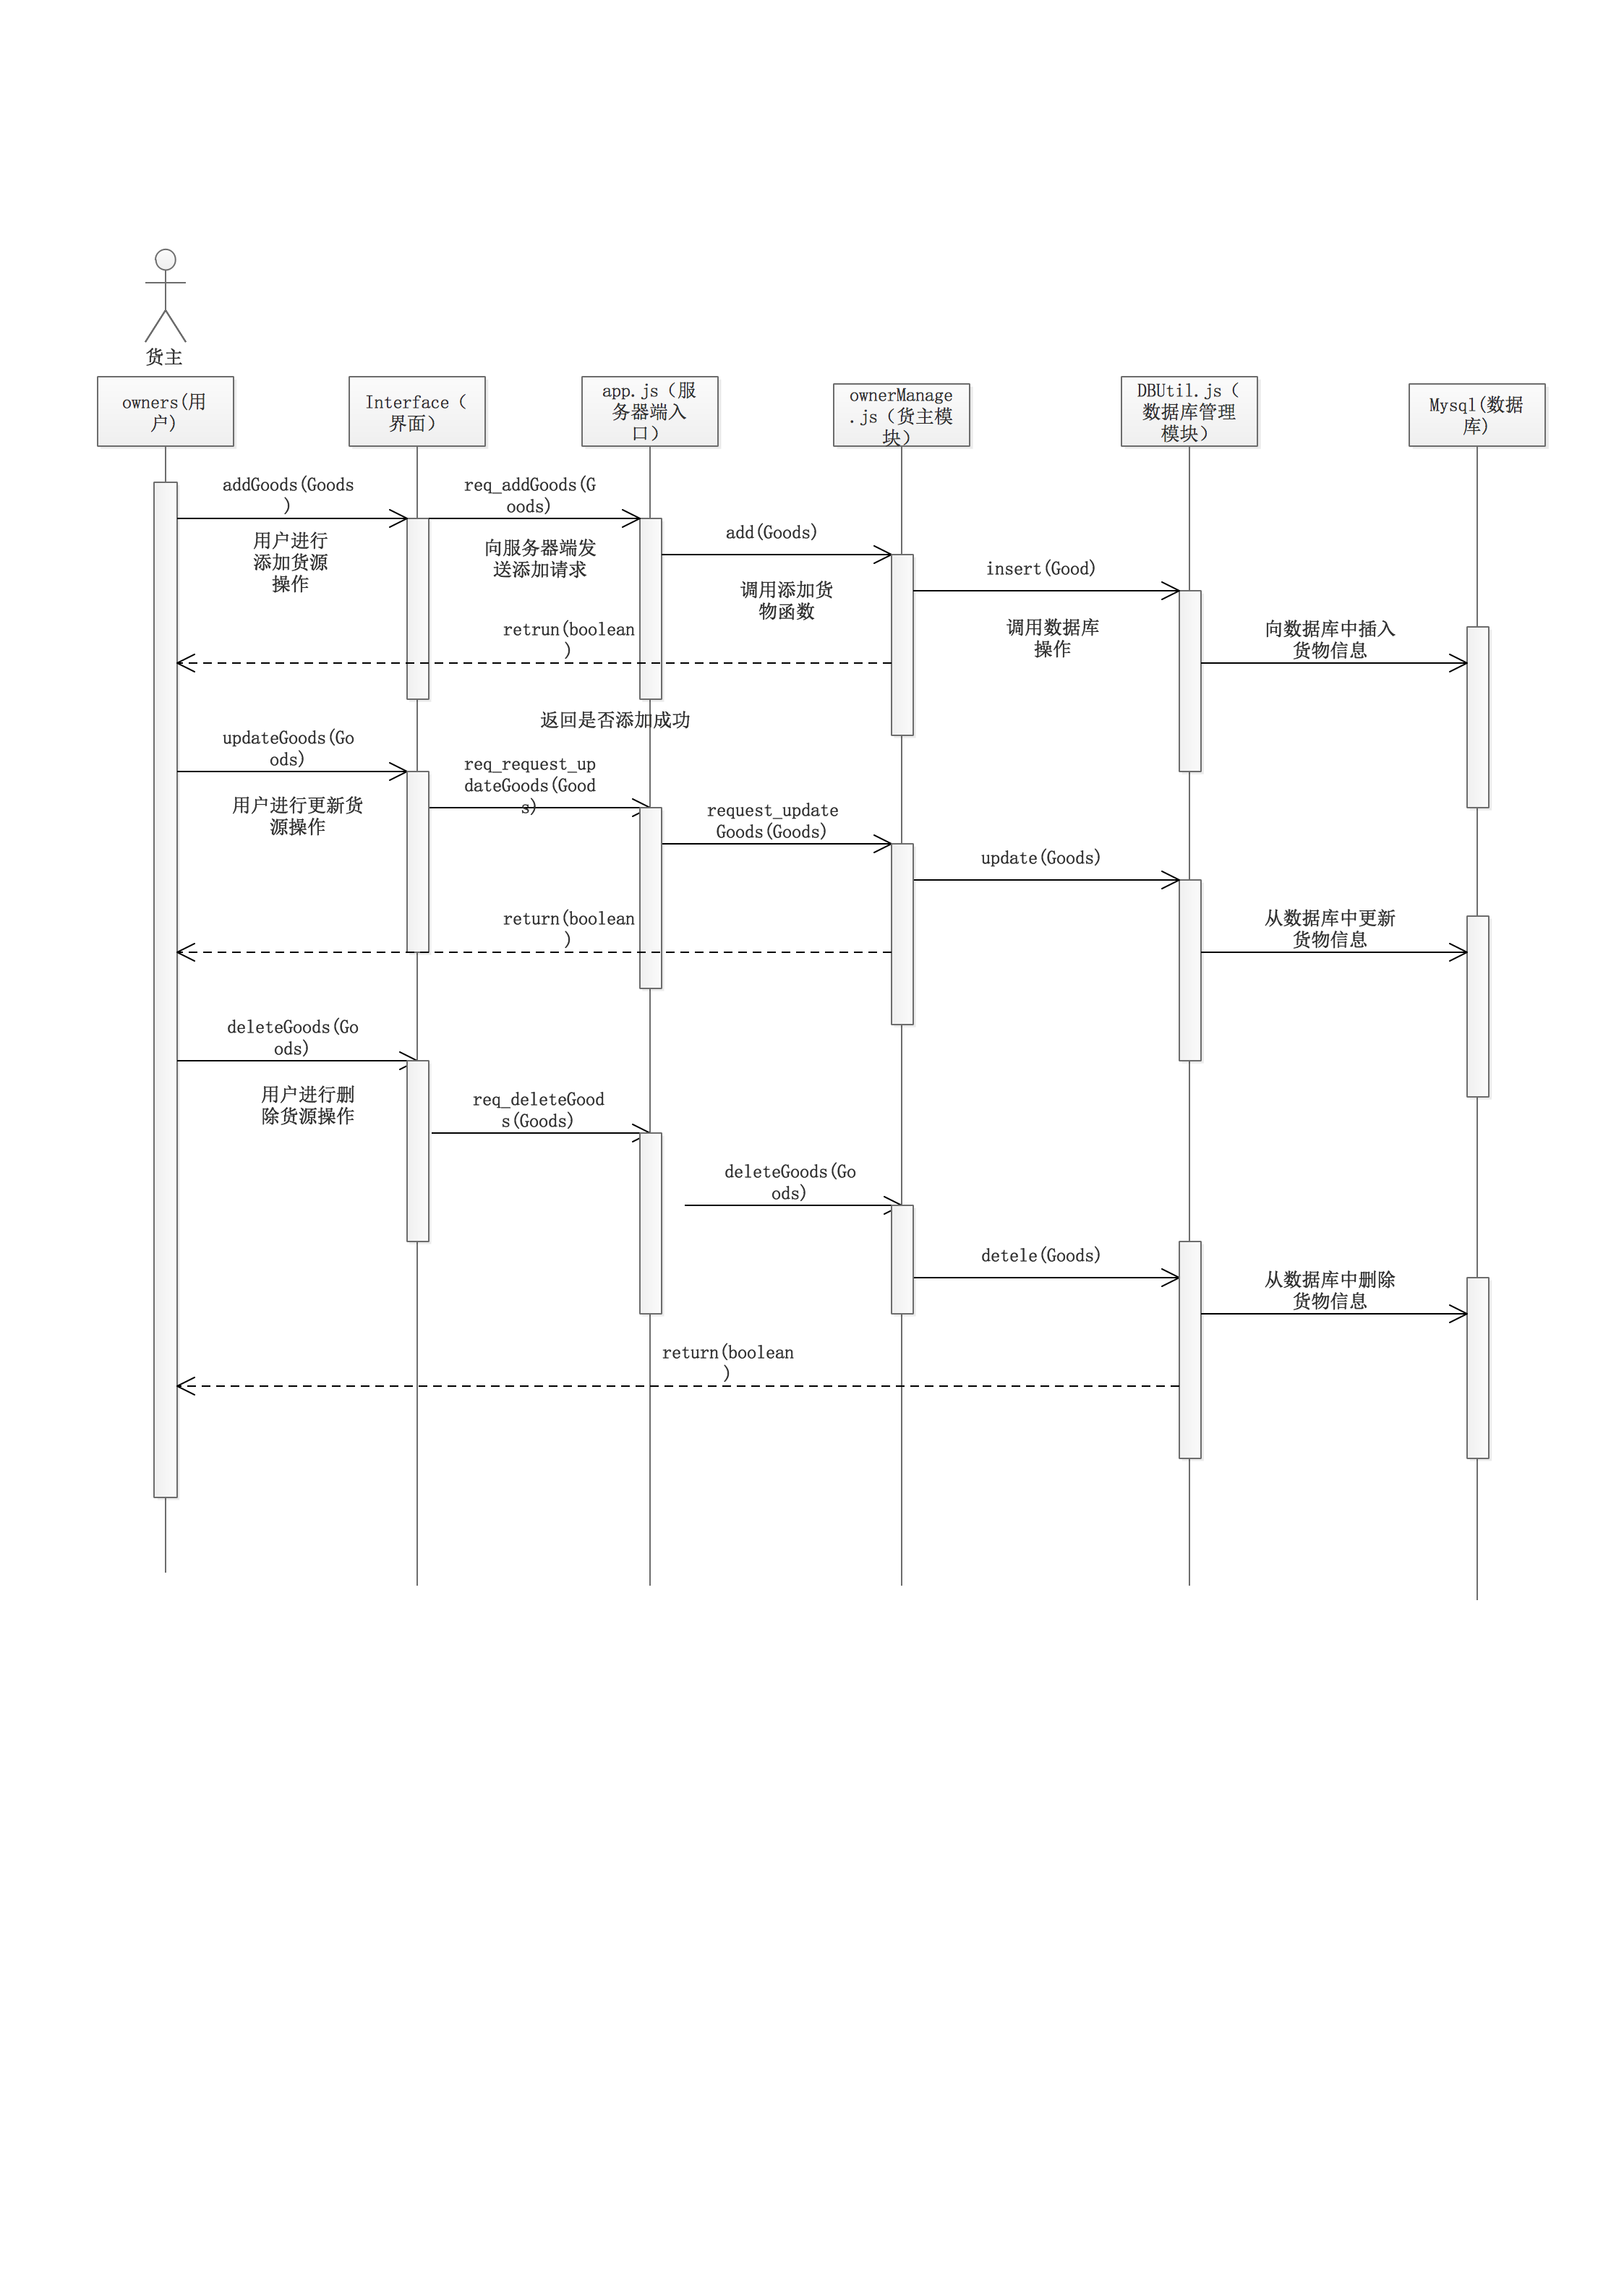 货主
owners(用
户)
Interface（
界面）
app.js（服
务器端入
口）
ownerManage
.js（货主模
块）
DBUtil.js（
数据库管理
模块）
Mysql(数据
库)
addGoods(Goods
)
用户进行
添加货源
操作
req_addGoods(G
oods)
向服务器端发
送添加请求
add(Goods)
调用添加货
物函数
insert(Good)
调用数据库
操作
向数据库中插入
货物信息
retrun(boolean
)
返回是否添加成功
updateGoods(Go
ods)
用户进行更新货
源操作
req_request_up
dateGoods(Good
s)
request_update
Goods(Goods)
update(Goods)
从数据库中更新
货物信息
return(boolean
)
deleteGoods(Go
ods)
用户进行删
除货源操作
req_deleteGood
s(Goods)
deleteGoods(Go
ods)
detele(Goods)
从数据库中删除
货物信息
return(boolean
)